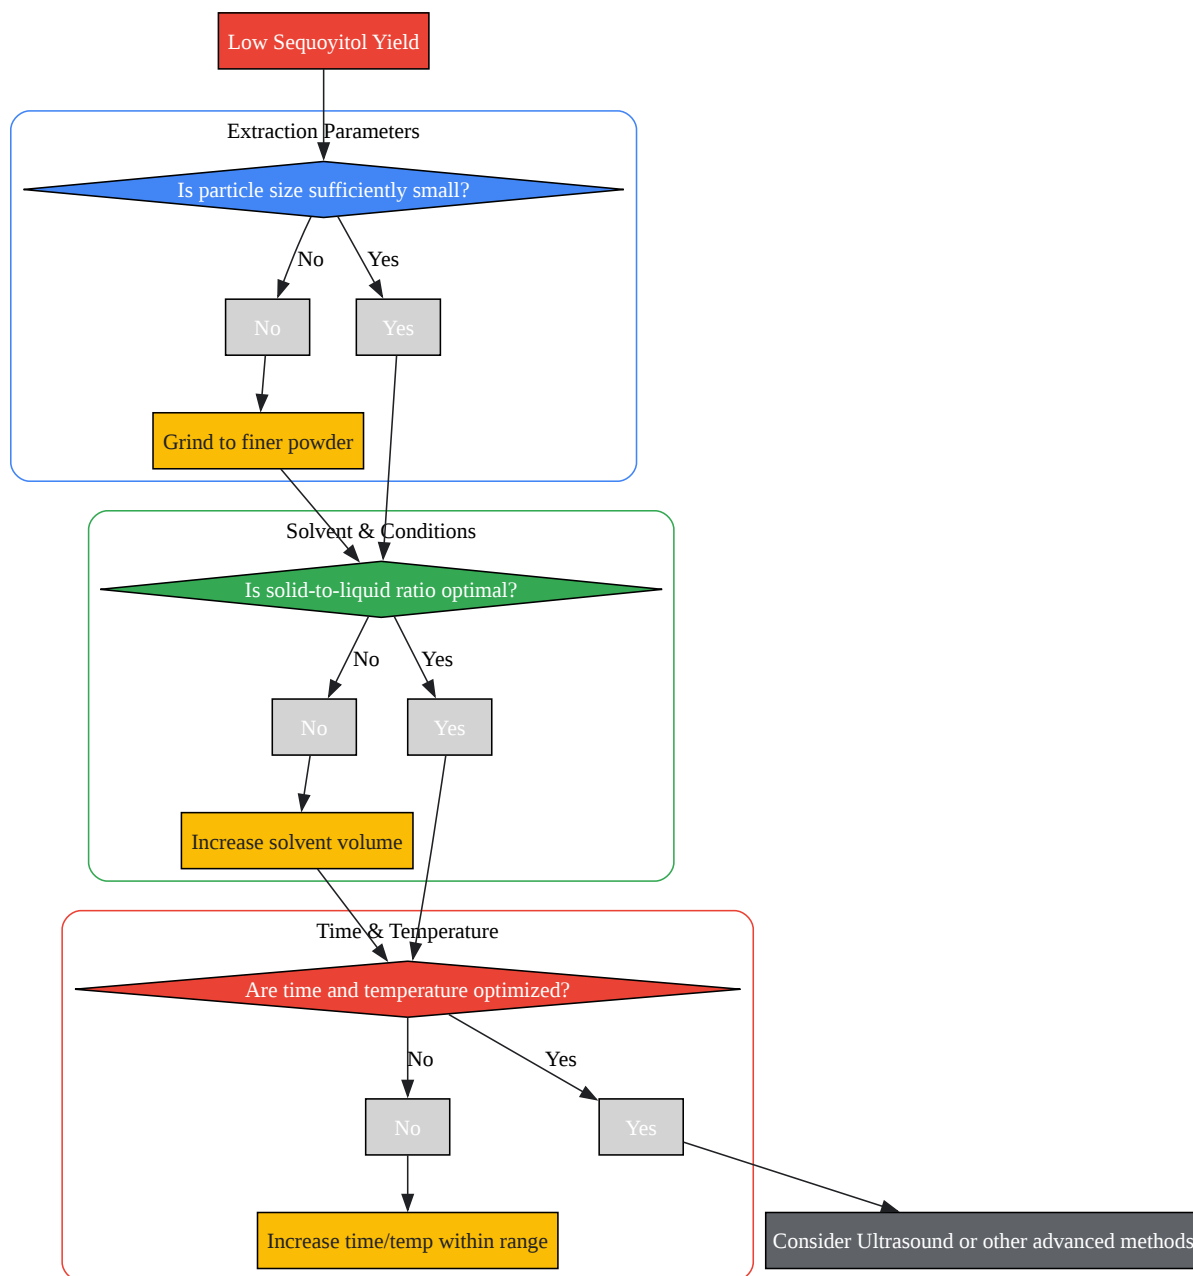 Low Sequoyitol Yield
Extraction Parameters
Is particle size sufficiently small?
No
Yes
No
Yes
Grind to finer powder
Solvent & Conditions
Is solid-to-liquid ratio optimal?
No
Yes
No
Yes
Increase solvent volume
Time & Temperature
Are time and temperature optimized?
No
Yes
No
Yes
Increase time/temp within range
Consider Ultrasound or other advanced methods